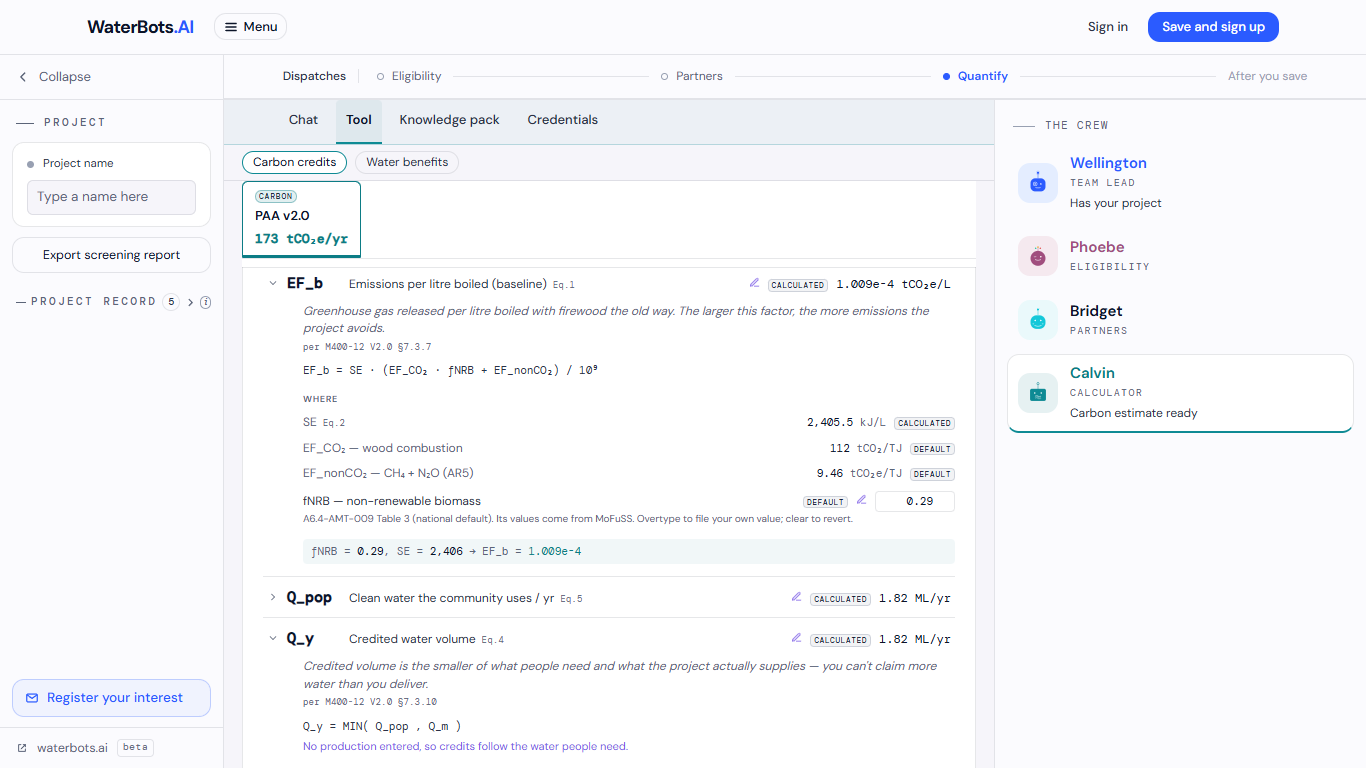 WaterBots.AI
Menu
Sign in
Save and sign up
Collapse
Dispatches
Eligibility
Partners
Quantify
After you save
PROJECT
Project name
Type a name here
Export screening report
PROJECT RECORD 5 i
Register your interest
waterbots.ai beta
Chat
Tool
Knowledge pack
Credentials
Carbon credits
Water benefits
CARBON
PAA v2.0
173 tCO₂e/yr
EF_b Emissions per litre boiled (baseline) Eq.1 CALCULATED 1.009e-4 tCO₂e/L
Greenhouse gas released per litre boiled with firewood the old way. The larger this factor, the more emissions the
project avoids.
per M400-12 V2.0 §7.3.7
EF_b = SE · (EF_CO₂ · ƒNRB + EF_nonCO₂) / 10⁹
WHERE
SE Eq.2 2,405.5 kJ/L CALCULATED
EF_CO₂ — wood combustion 112 tCO₂/TJ DEFAULT
EF_nonCO₂ — CH₄ + N₂O (AR5) 9.46 tCO₂e/TJ DEFAULT
fNRB — non-renewable biomass DEFAULT 0.29
A6.4-AMT-009 Table 3 (national default). Its values come from MoFuSS. Overtype to file your own value; clear to revert.
ƒNRB = 0.29, SE = 2,406 → EF_b = 1.009e-4
Q_pop Clean water the community uses / yr Eq.5 CALCULATED 1.82 ML/yr
Q_y Credited water volume Eq.4 CALCULATED 1.82 ML/yr
Credited volume is the smaller of what people need and what the project actually supplies — you can't claim more
water than you deliver.
per M400-12 V2.0 §7.3.10
Q_y = MIN( Q_pop , Q_m )
No production entered, so credits follow the water people need.
THE CREW
Wellington
TEAM LEAD
Has your project
Phoebe
ELIGIBILITY
Bridget
PARTNERS
Calvin
CALCULATOR
Carbon estimate ready